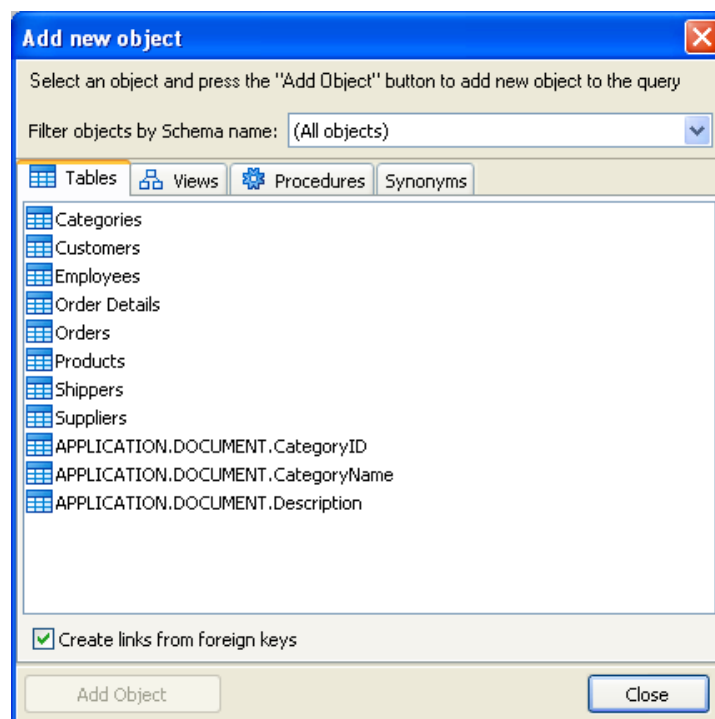 Add new object
Select an object and press the "Add Object" button to add new object to the query
Filter objects by Schema name: (All objects)
Tables Views Procedures Synonyms
Categories
Customers
Employees
Order Details
Orders
Products
Shippers
Suppliers
APPLICATION.DOCUMENT.CategoryID
APPLICATION.DOCUMENT.CategoryName
APPLICATION.DOCUMENT.Description
Create links from foreign keys
Add Object Close